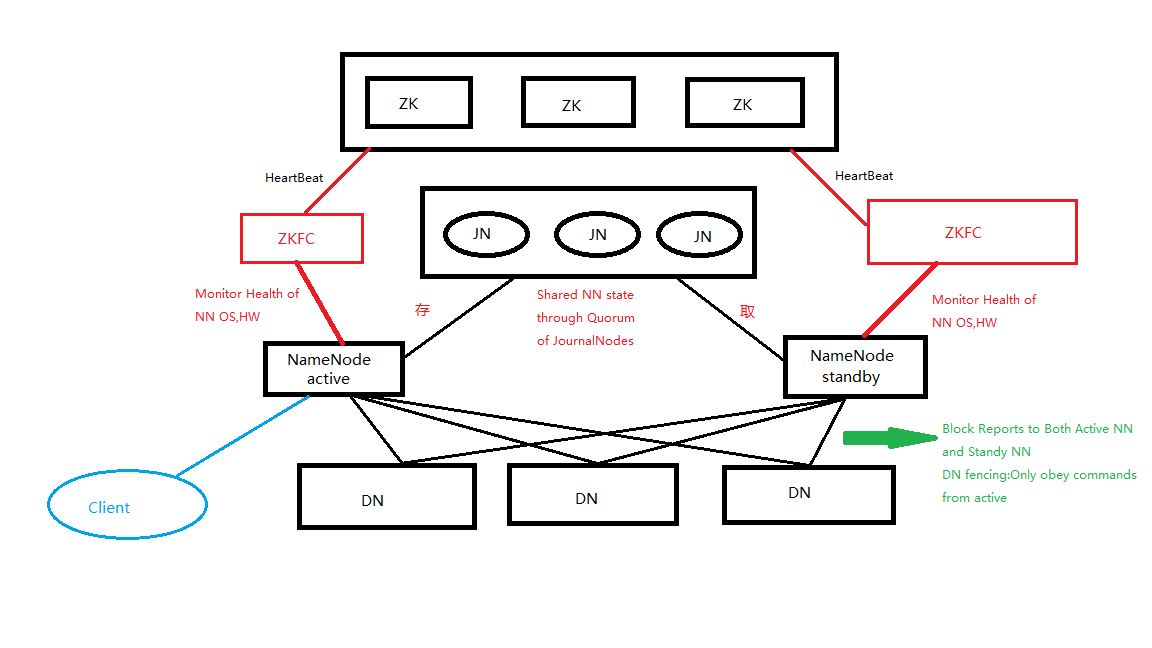 ZK
ZK
ZK
HeartBeat
HeartBeat
ZKFC
JN
JN
JN
ZKFC
Monitor Health of
NN OS,HW
存
Shared NN state
through Quorum
of JournalNodes
取
Monitor Health of
NN OS,HW
NameNode
active
NameNode
standby
Block Reports to Both Active NN
and Standy NN
DN fencing:Only obey commands
from active
Client
DN
DN
DN